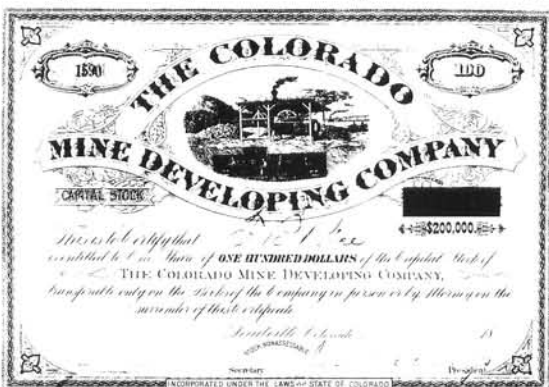 1590
100
THE COLORADO
MINE DEVELOPING COMPANY
CAPITAL STOCK
$200,000.
This is to Certify that
is entitled to One Share of ONE HUNDRED DOLLARS of the Capital Stock of
THE COLORADO MINE DEVELOPING COMPANY,
Transferable only on the Books of the Company in person or by Attorney on the
surrender of this Certificate
18
STOCK NONASSESSABLE
Secretary
President
INCORPORATED UNDER THE LAWS STATE OF COLORADO